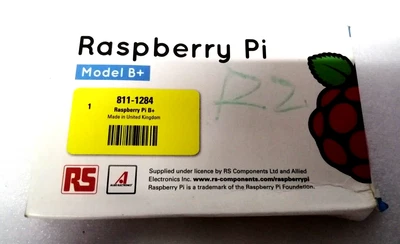 Raspberry Pi
Model B+
R2
1
811-1284
Raspberry Pi B+
Made in United Kingdom
RS
Supplied under licence by RS Components Ltd and Allied
Electronics Inc. www.rs-components.com/raspberrypi
Raspberry Pi is a trademark of the Raspberry Pi Foundation.